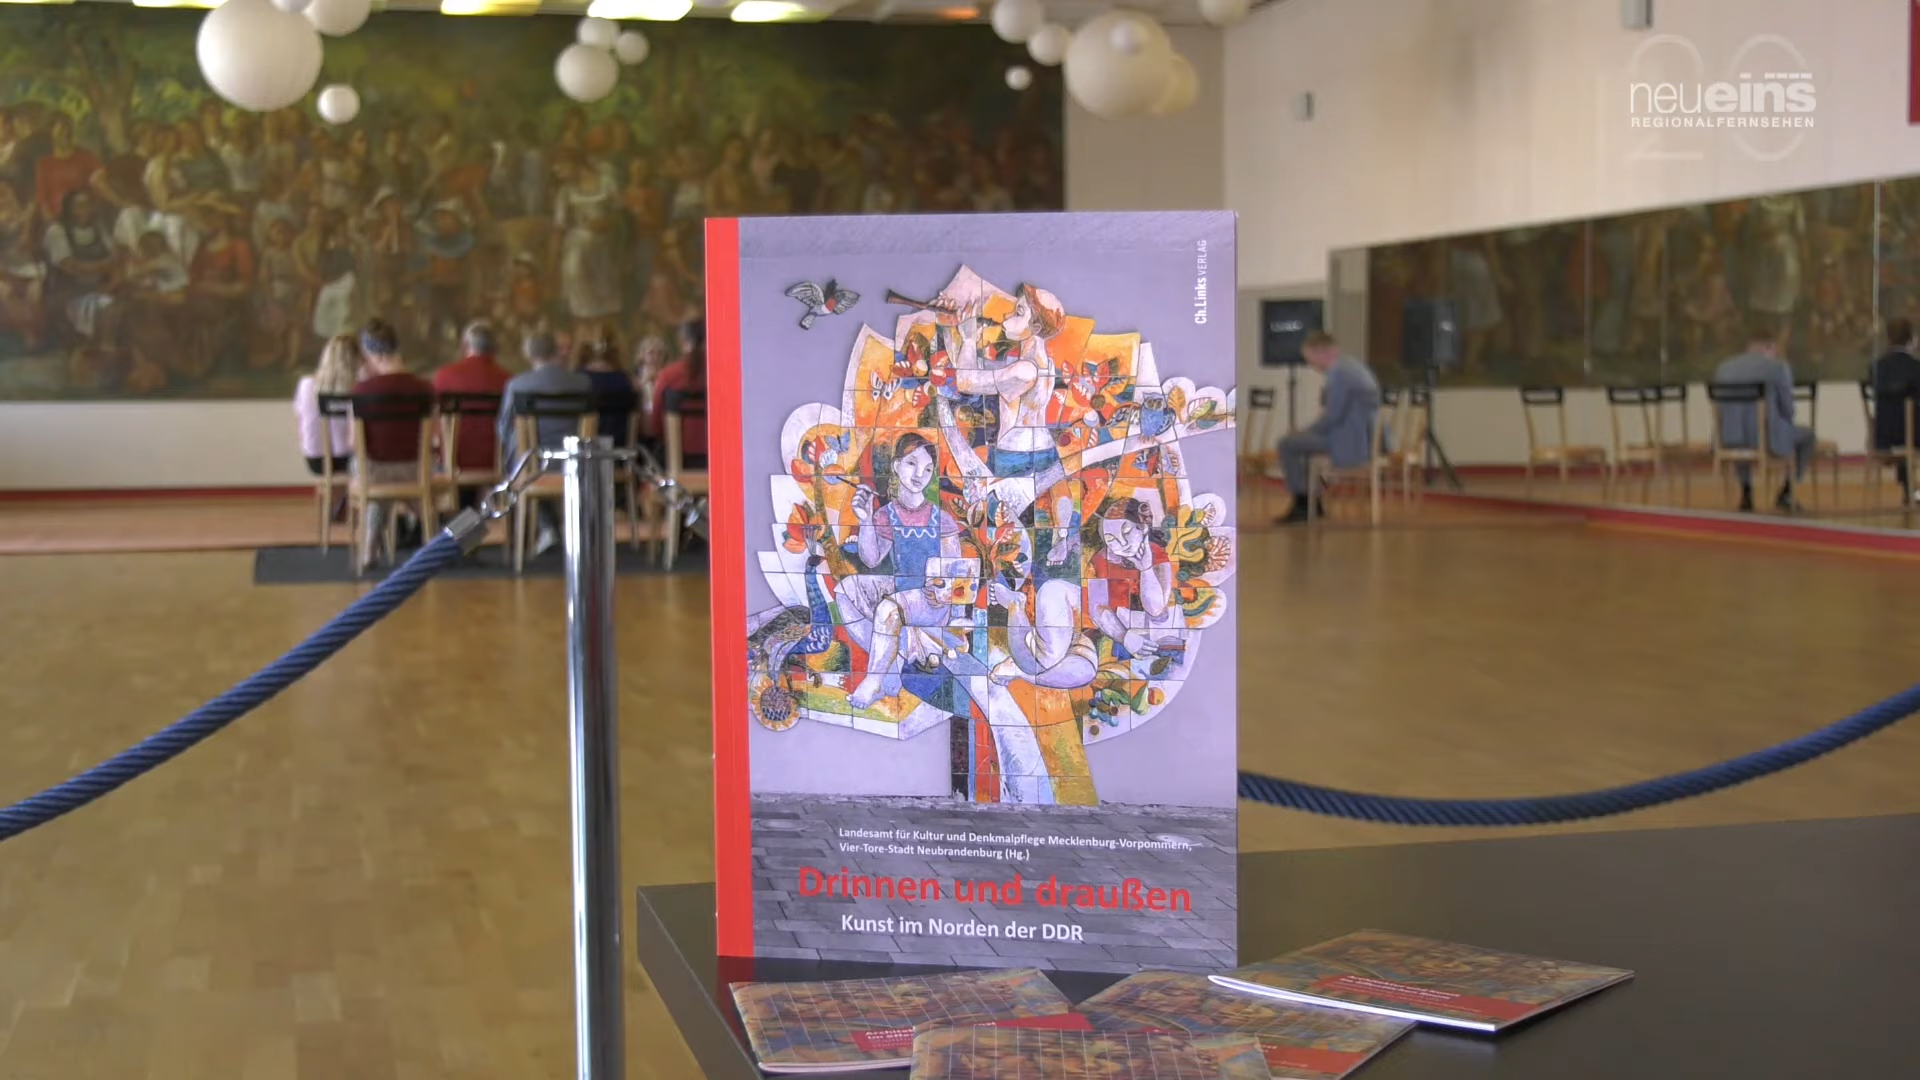 neueins
REGIONALFERNSEHEN
Ch.Links VERLAG
Landesamt für Kultur und Denkmalpflege Mecklenburg-Vorpommern,
Vier-Tore-Stadt Neubrandenburg (Hg.)
Drinnen und draußen
Kunst im Norden der DDR